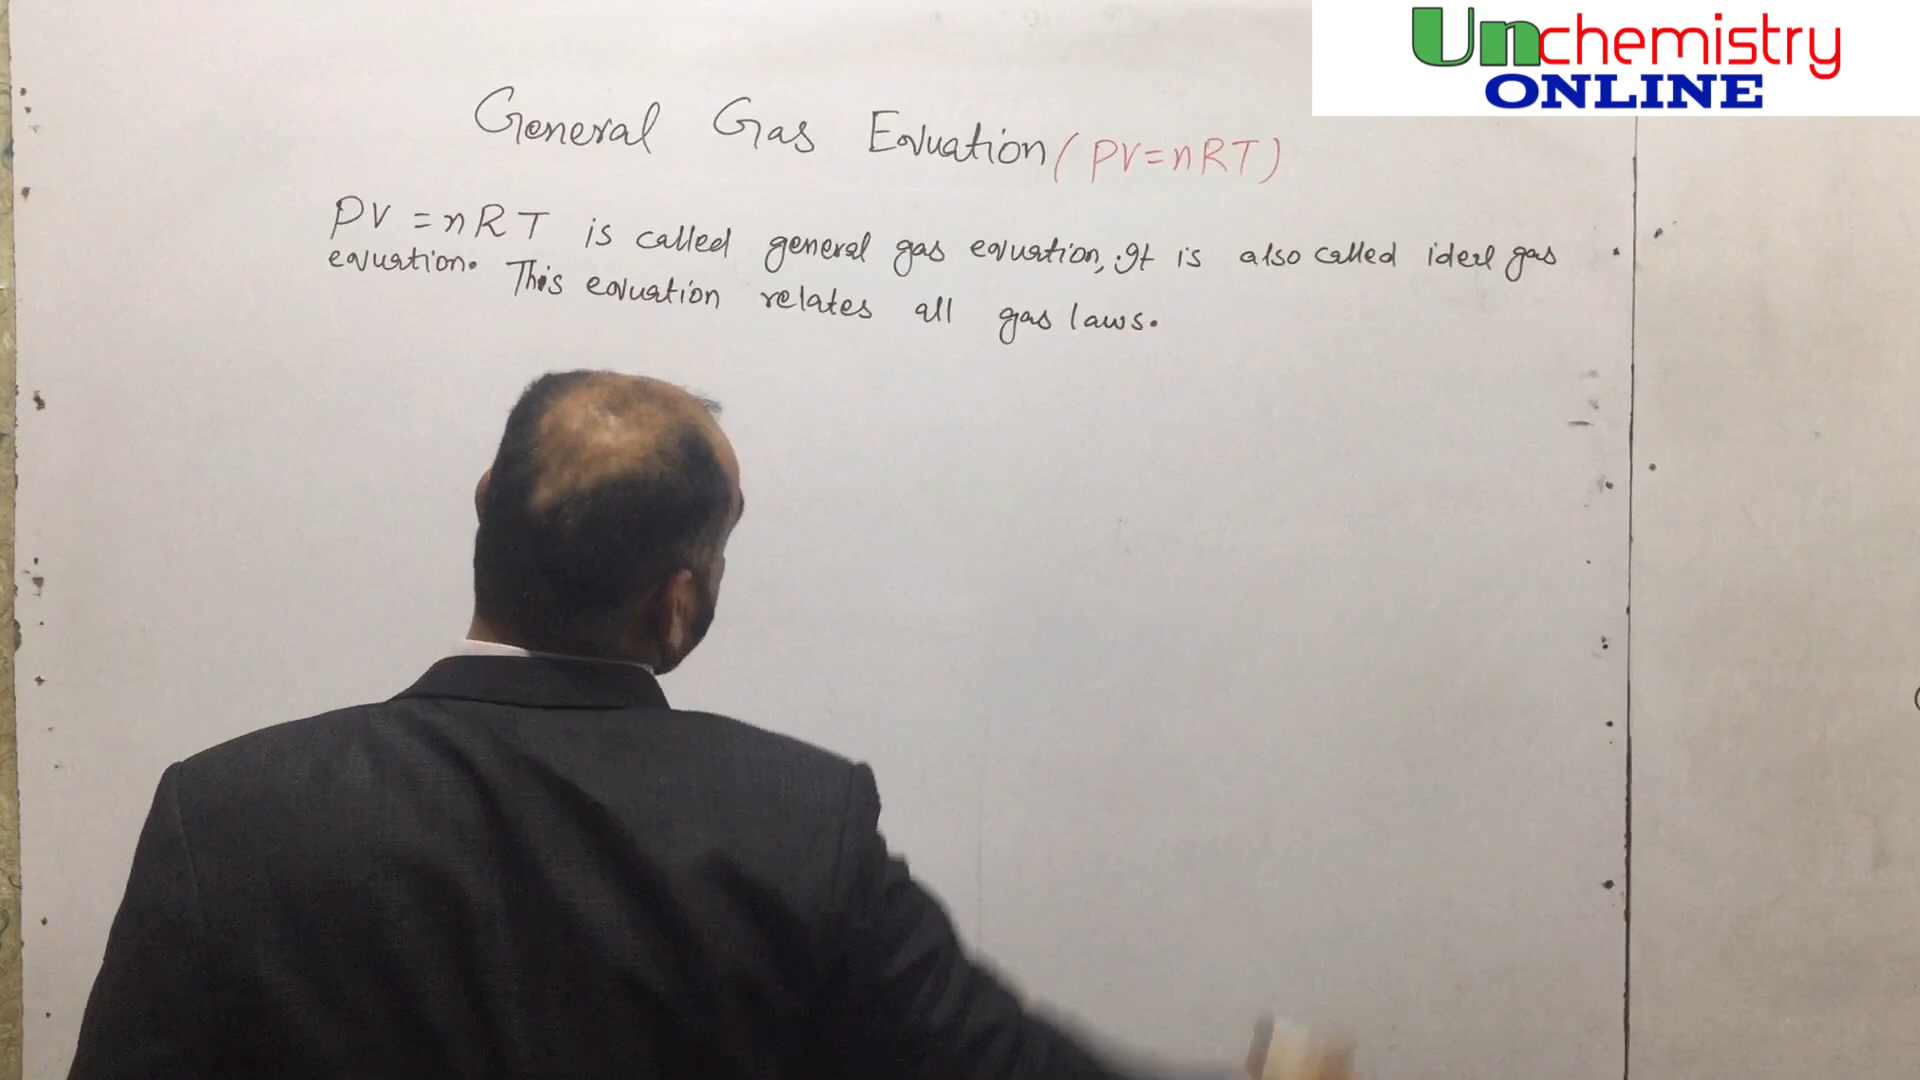 Unchemistry
ONLINE
General Gas Equation (PV=nRT)
PV = nRT is called general gas equation, It is also called ideal gas
equation. This equation relates all gas laws.